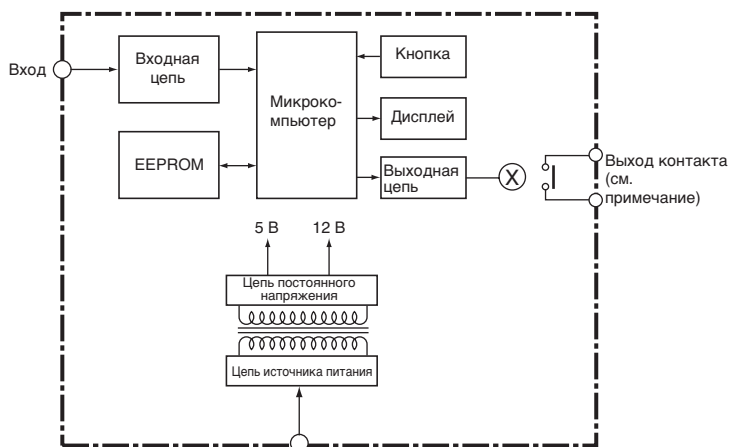 Вход
Входная
цепь
Микроко-
мпьютер
Кнопка
EEPROM
Дисплей
Выходная
цепь
X
Выход контакта
(см.
примечание)
5 В
12 В
Цепь постоянного
напряжения
Цепь источника питания